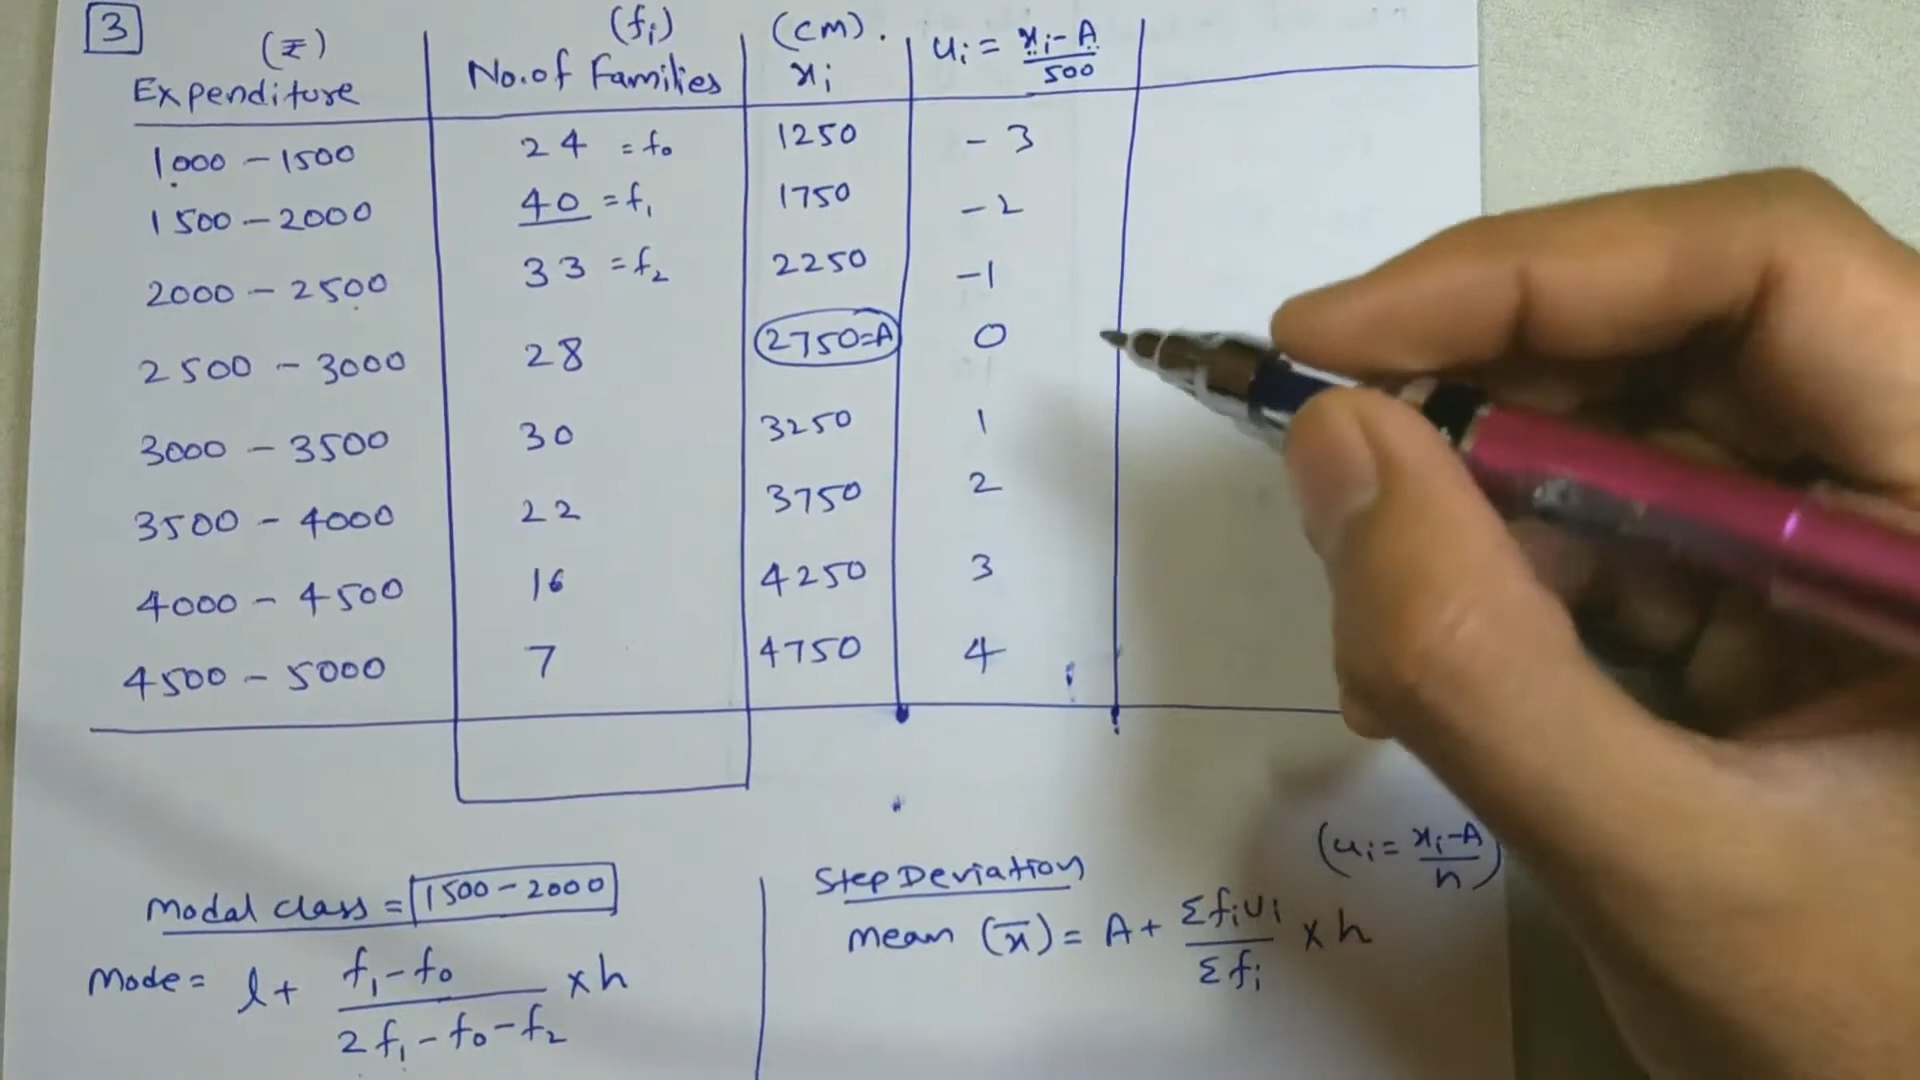 3
(₹) (fᵢ) (cm). uᵢ = xᵢ - A / 500
Expenditure No. of Families xᵢ
1000 - 1500 24 = f₀ 1250 - 3
1500 - 2000 40 = f₁ 1750 - 2
2000 - 2500 33 = f₂ 2250 -1
2500 - 3000 28 2750=A 0
3000 - 3500 30 3250 1
3500 - 4000 22 3750 2
4000 - 4500 16 4250 3
4500 - 5000 7 4750 4
Modal class = 1500 - 2000
Mode = l + f₁ - f₀ / 2f₁ - f₀ - f₂ × h
Step Deviation (uᵢ = xᵢ - A / h)
mean (x̄) = A + Σfᵢuᵢ / Σfᵢ × h